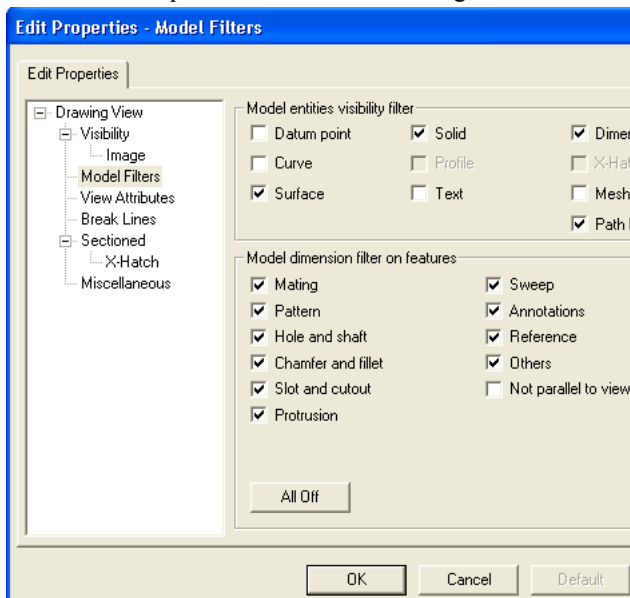 Edit Properties - Model Filters
Edit Properties
Drawing View
Visibility
Image
Model Filters
View Attributes
Break Lines
Sectioned
X-Hatch
Miscellaneous
Model entities visibility filter
Datum point
Solid
Curve
Profile
Surface
Text
Mesh
Path
Model dimension filter on features
Mating
Sweep
Pattern
Annotations
Hole and shaft
Reference
Chamfer and fillet
Others
Slot and cutout
Not parallel to view
Protrusion
All Off
OK
Cancel
Default